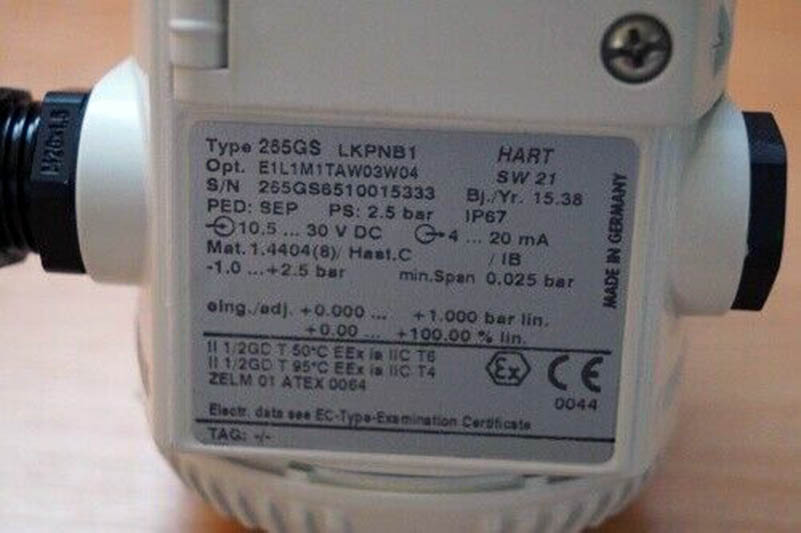 Type 265GS LKPNB1 HART
Opt. E1L1M1TAW03W04 SW 21
S/N 265GS6510015333 Bj./Yr. 15.38
PED: SEP PS: 2.5 bar IP67
10.5 ... 30 V DC 4 ... 20 mA
Mat. 1.4404(8)/ Hast.C / IB
-1.0 ...+2.5 bar min.Span 0.025 bar
MADE IN GERMANY
eing./adj. +0.000 ... +1.000 bar lin.
+0.00 ... +100.00 % lin.
II 1/2GD T 50°C EEx ia IIC T6
II 1/2GD T 95°C EEx ia IIC T4
ZELM 01 ATEX 0064
Ex CE
0044
Electr. data see EC-Type-Examination Certificate
TAG: -/-
M20x1,5